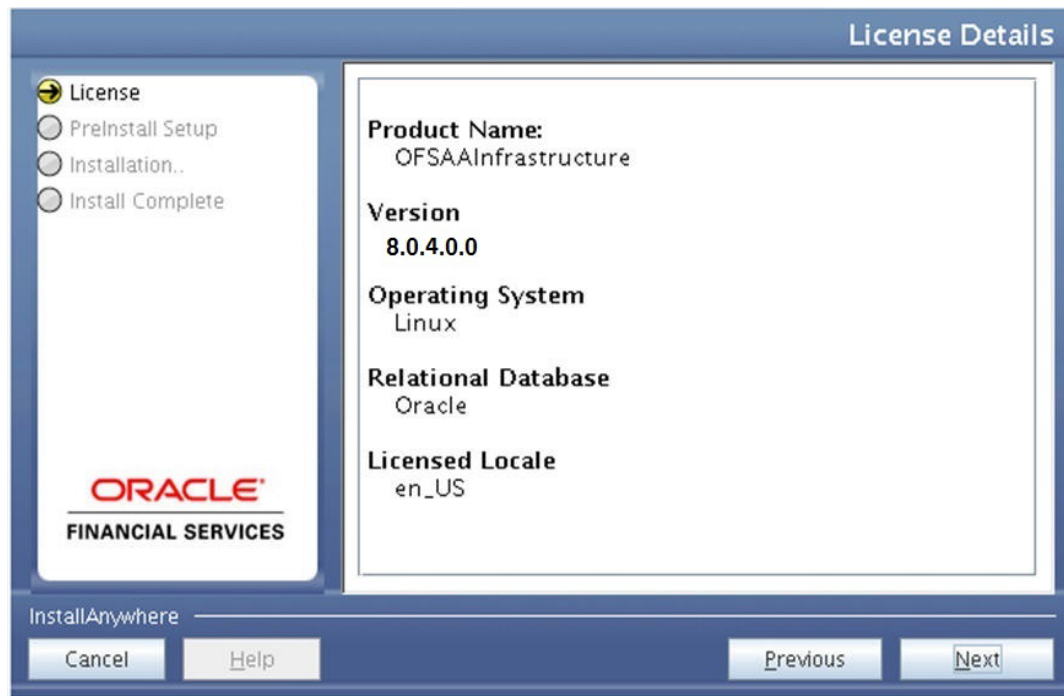 License Details
License
PreInstall Setup
Installation..
Install Complete
Product Name:
OFSAAInfrastructure
Version
8.0.4.0.0
Operating System
Linux
Relational Database
Oracle
Licensed Locale
en_US
ORACLE
FINANCIAL SERVICES
InstallAnywhere
Cancel
Help
Previous
Next